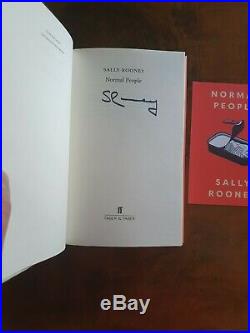 SALLY ROONEY
Normal People
ff
FABER & FABER
NORMAL
PEOPLE
SALLY
ROONEY